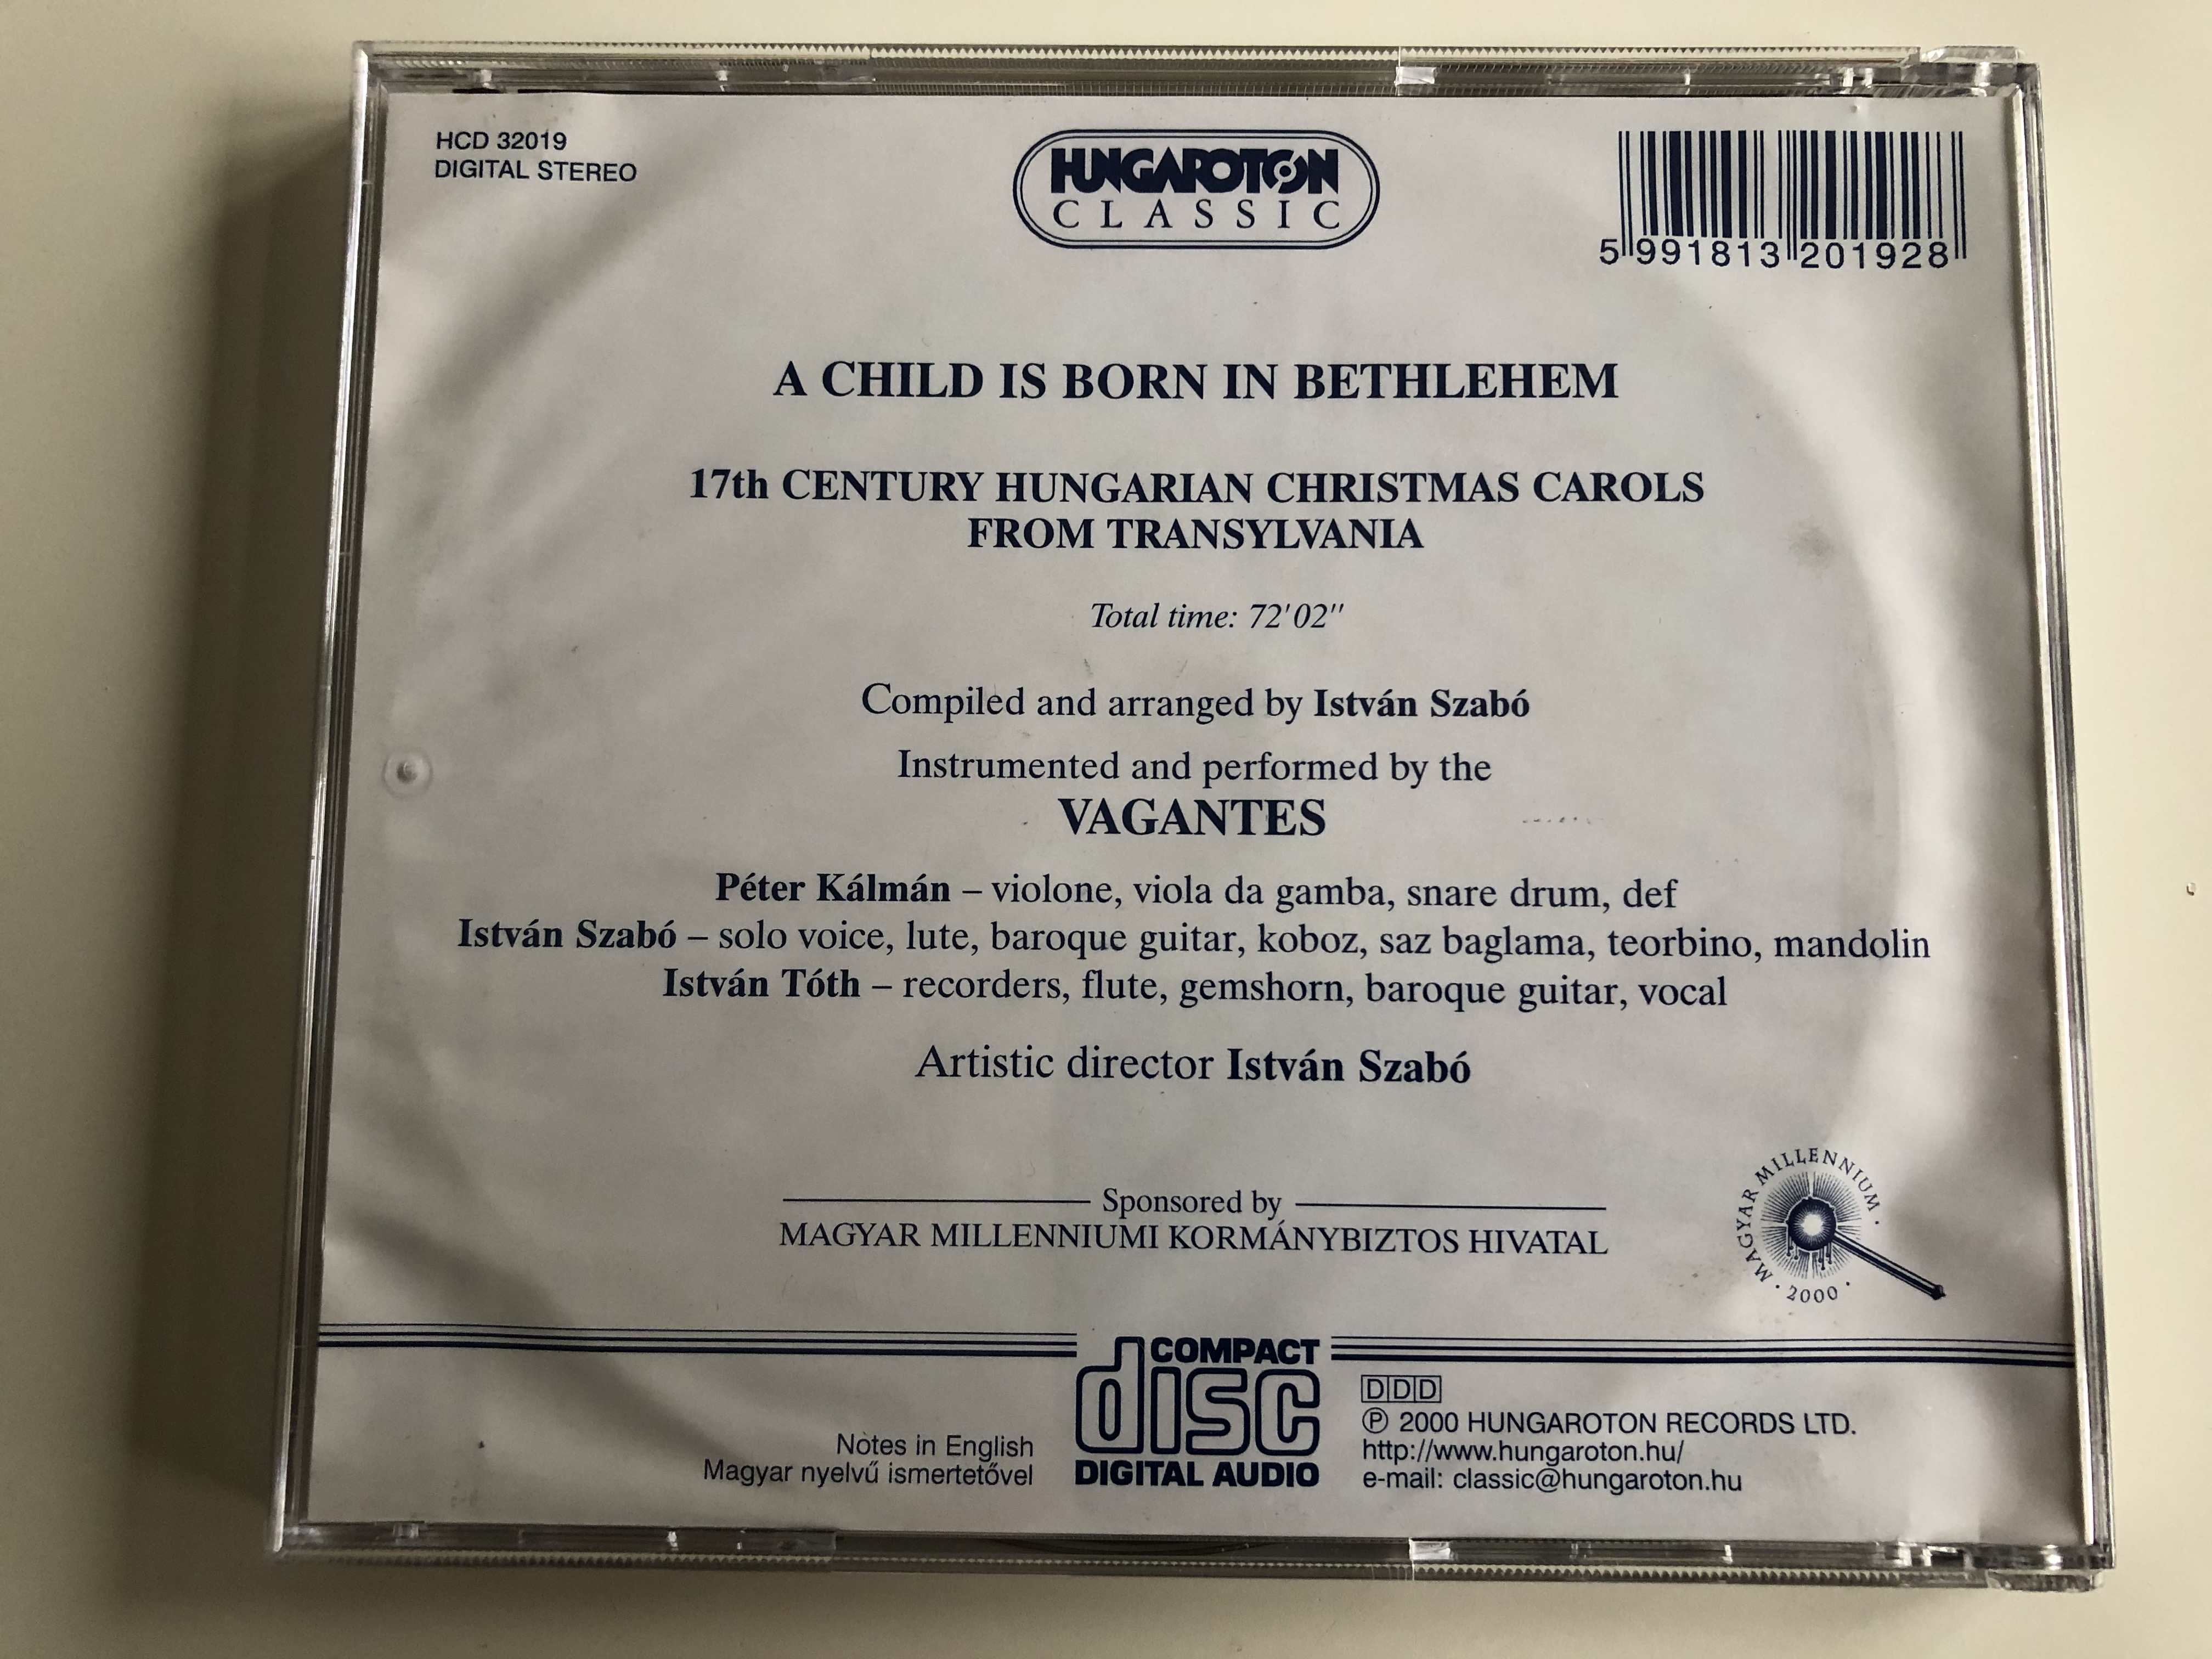 HCD 32019
DIGITAL STEREO
HUNGAROTON
CLASSIC
5 991813 201928
A CHILD IS BORN IN BETHLEHEM
17th CENTURY HUNGARIAN CHRISTMAS CAROLS
FROM TRANSYLVANIA
Total time: 72'02"
Compiled and arranged by István Szabó
Instrumented and performed by the
VAGANTES
Péter Kálmán – violone, viola da gamba, snare drum, def
István Szabó – solo voice, lute, baroque guitar, koboz, saz baglama, teorbino, mandolin
István Tóth – recorders, flute, gemshorn, baroque guitar, vocal
Artistic director István Szabó
Sponsored by
MAGYAR MILLENNIUMI KORMÁNYBIZTOS HIVATAL
MAGYAR MILLENNIUM · 2000 ·
COMPACT
disc
DIGITAL AUDIO
Notes in English
Magyar nyelvű ismertetővel
DDD
℗ 2000 HUNGAROTON RECORDS LTD.
http://www.hungaroton.hu/
e-mail: classic@hungaroton.hu